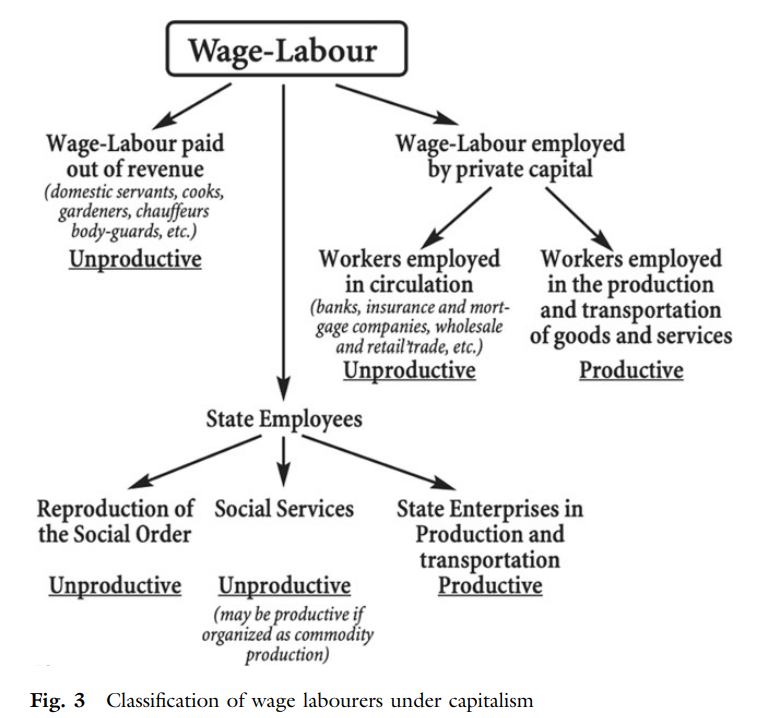 Wage-Labour
Wage-Labour paid
out of revenue
(domestic servants, cooks,
gardeners, chauffeurs
body-guards, etc.)
Unproductive
Wage-Labour employed
by private capital
Workers employed
in circulation
(banks, insurance and mort-
gage companies, wholesale
and retail trade, etc.)
Unproductive
Workers employed
in the production
and transportation
of goods and services
Productive
State Employees
Reproduction of
the Social Order
Unproductive
Social Services
Unproductive
(may be productive if
organized as commodity
production)
State Enterprises in
Production and
transportation
Productive
Fig. 3 Classification of wage labourers under capitalism